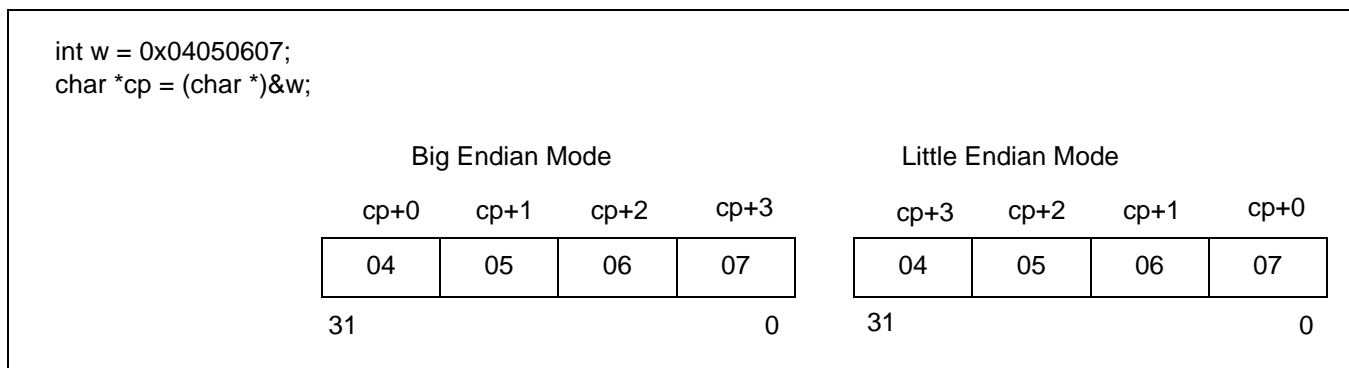 int w = 0x04050607;
char *cp = (char *)&w;
Big Endian Mode Little Endian Mode
cp+0 cp+1 cp+2 cp+3 cp+3 cp+2 cp+1 cp+0
04 05 06 07 04 05 06 07
31 0 31 0